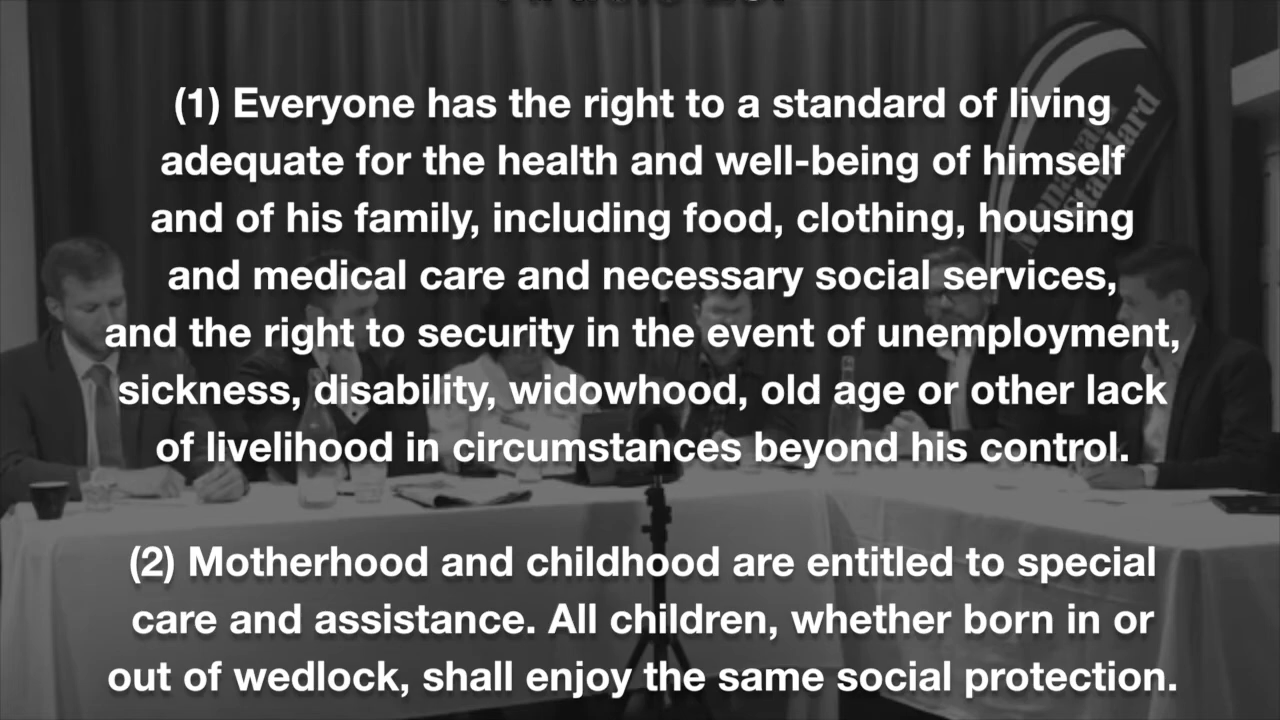 (1) Everyone has the right to a standard of living
adequate for the health and well-being of himself
and of his family, including food, clothing, housing
and medical care and necessary social services,
and the right to security in the event of unemployment,
sickness, disability, widowhood, old age or other lack
of livelihood in circumstances beyond his control.
(2) Motherhood and childhood are entitled to special
care and assistance. All children, whether born in or
out of wedlock, shall enjoy the same social protection.